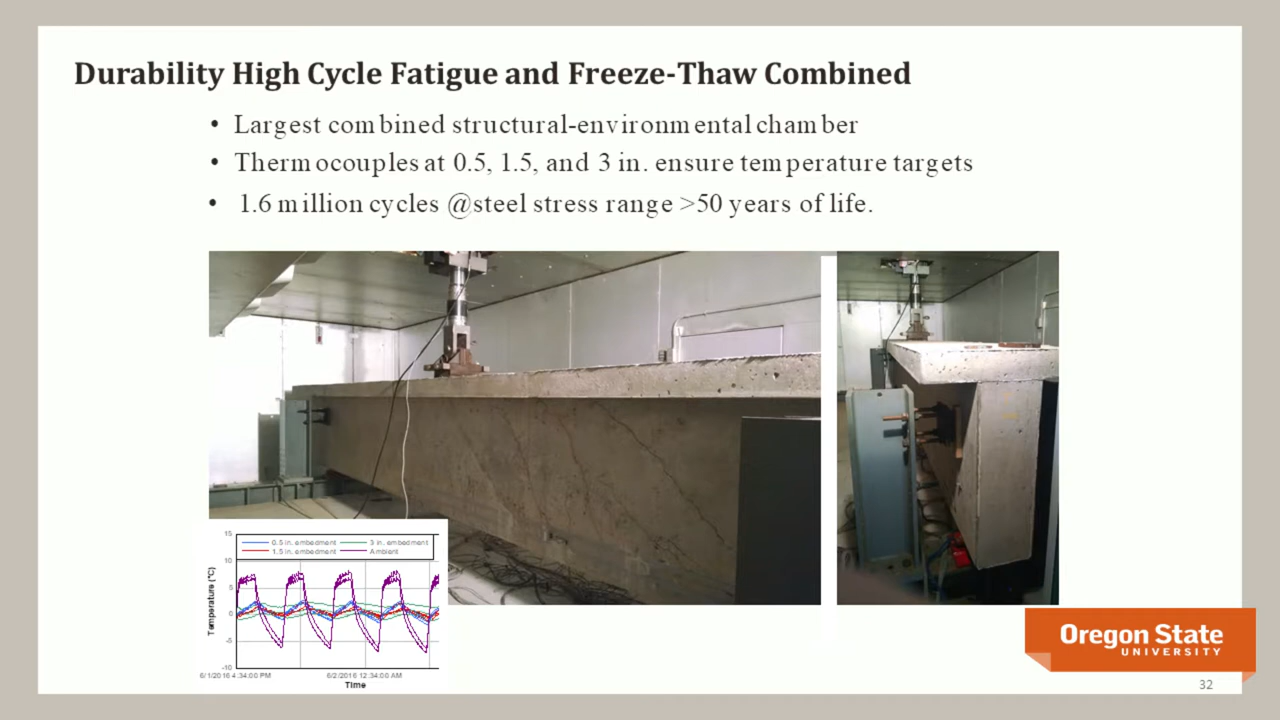 Durability High Cycle Fatigue and Freeze-Thaw Combined
• Largest combined structural-environmental chamber
• Thermocouples at 0.5, 1.5, and 3 in. ensure temperature targets
• 1.6 million cycles @steel stress range >50 years of life.
15
0.5 in. embedment
3 in. embedment
1.5 in. embedment
Ambient
10
5
0
-5
-10
Temperature (°C)
6/1/2016 4:34:00 PM
6/2/2016 12:34:00 AM
Time
Oregon State
UNIVERSITY
32